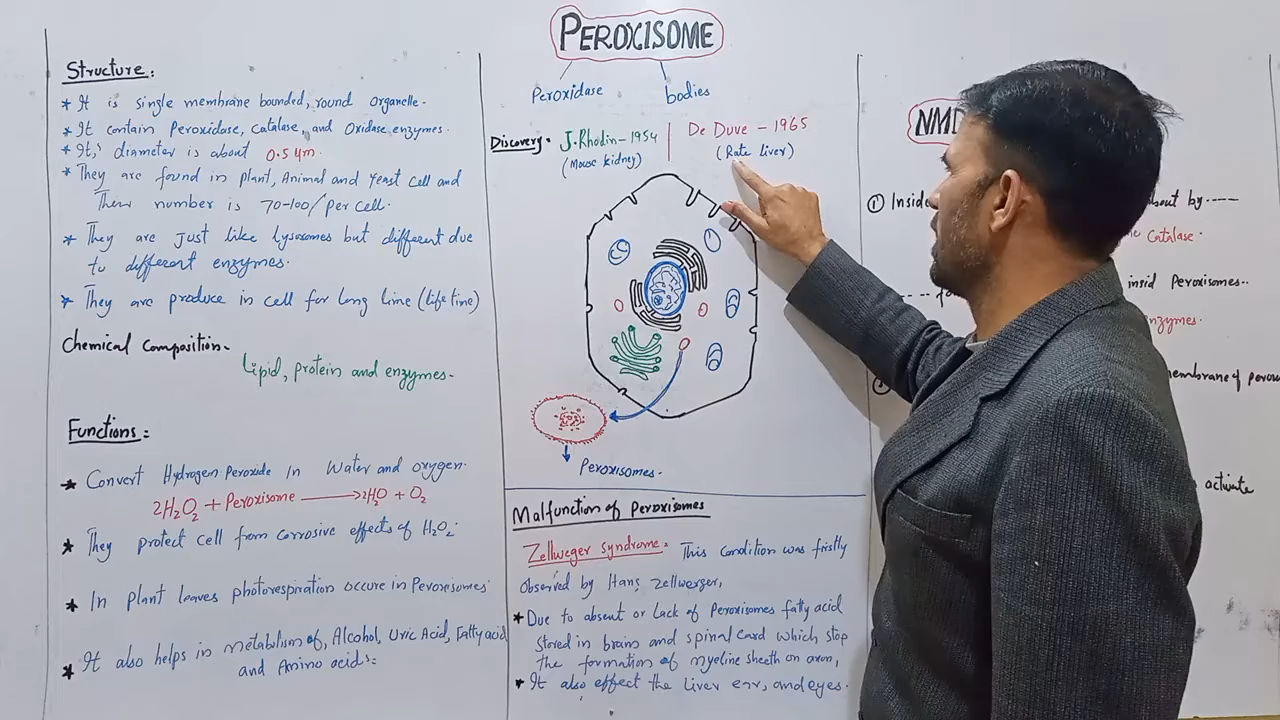 PEROXISOME
Peroxidase bodies
Structure:
* It is single membrane bounded, round organelle.
* It contain Peroxidase, Catalase, and Oxidase enzymes.
* It,s diameter is about 0.5 µm.
* They are found in plant, Animal and Yeast Cell and
Their number is 70-100/per cell.
* They are Just like lysosomes but different due
to different enzymes.
* They are produce in cell for long time (life time)
Chemical Composition-
lipid, protein and enzymes-
Functions:
* Convert Hydrogen Peroxide in Water and oxygen.
2H₂O₂ + Peroxisome → 2H₂O + O₂
* They protect cell from corrosive effects of H₂O₂.
* In plant leaves photorespiration occure in Peroxisomes
* It also helps in metabolism of, Alcohol, Uric Acid, Fatty acid
and Amino acids:
Discovery: J. Rhodin-1954 | De Duve - 1965
(Mouse kidney) (Rate liver)
Peroxisomes.
Malfunction of Peroxisomes
Zellweger syndrome: This condition was fristly
observed by Hans Zellwerger,
* Due to absent or lack of Peroxisomes fatty acid
stored in brain and spinal card which stop
the formation of myeline sheeth on axon,
* It also effect the Liver enr, and eyes.
NMD
① Inside about by ----
Catalase.
---- insid Peroxisomes..
enzymes.
membrane of
activate